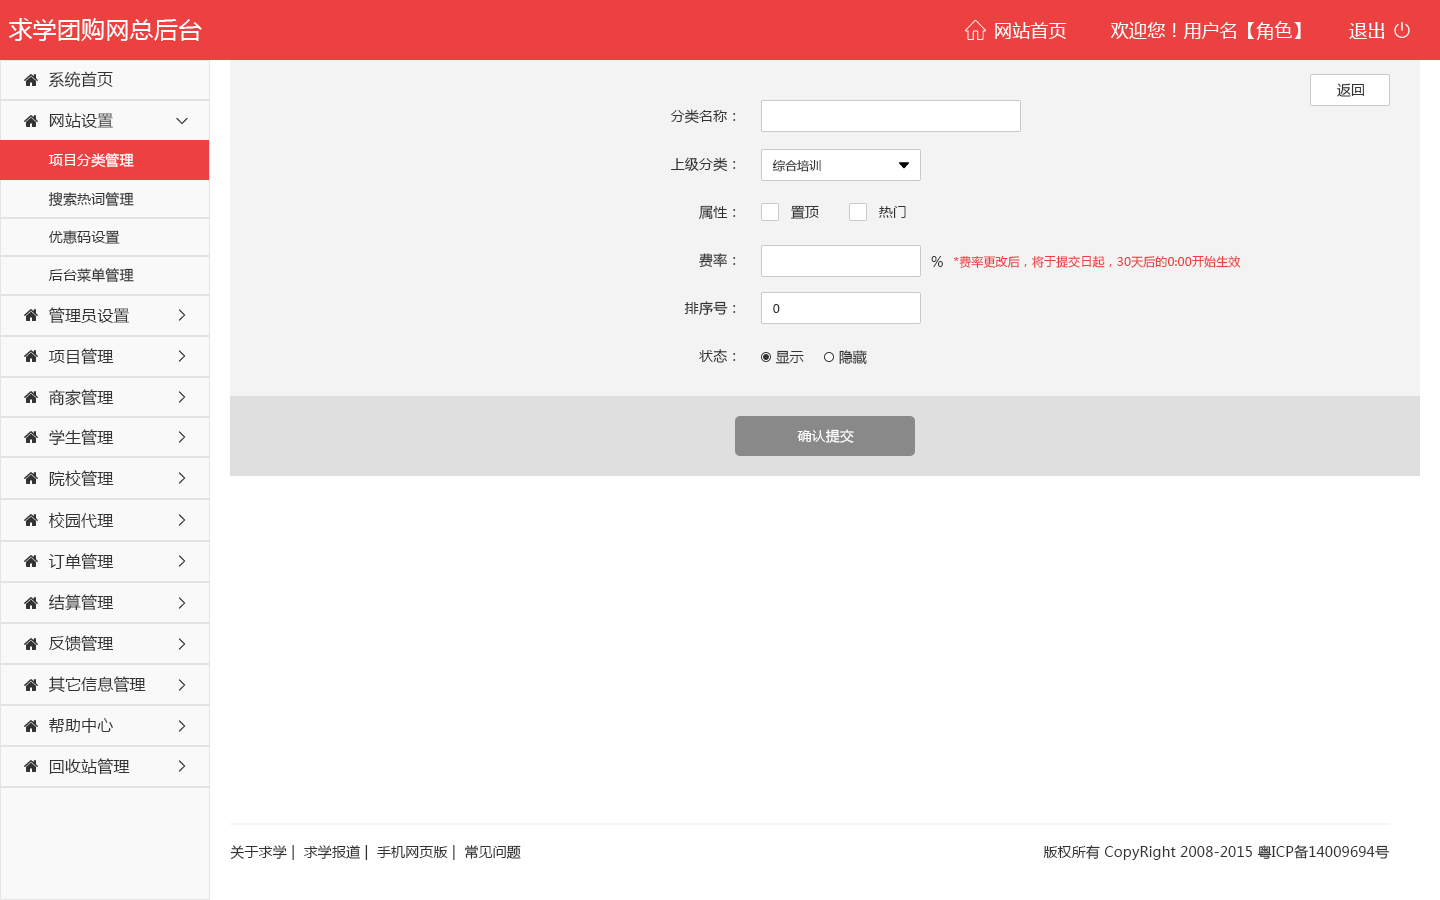 求学团购网总后台
网站首页
欢迎您！用户名【角色】
退出
系统首页
网站设置
项目分类管理
搜索热词管理
优惠码设置
后台菜单管理
管理员设置
项目管理
商家管理
学生管理
院校管理
校园代理
订单管理
结算管理
反馈管理
其它信息管理
帮助中心
回收站管理
返回
分类名称：
上级分类： 综合培训
属性： 置顶 热门
费率： % *费率更改后，将于提交日起，30天后的0:00开始生效
排序号： 0
状态： 显示 隐藏
确认提交
关于求学 | 求学报道 | 手机网页版 | 常见问题
版权所有 CopyRight 2008-2015 粤ICP备14009694号